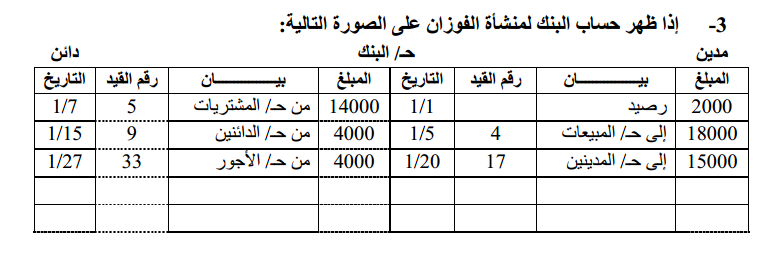 3- إذا ظهر حساب البنك لمنشأة الفوزان على الصورة التالية:
مدين حـ/ البنك دائن
المبلغ بيـــــــــــان رقم القيد التاريخ المبلغ بيـــــــــــان رقم القيد التاريخ
2000 رصيد 1/1 14000 من حـ/ المشتريات 5 1/7
18000 إلى حـ/ المبيعات 4 1/5 4000 من حـ/ الدائنين 9 1/15
15000 إلى حـ/ المدينين 17 1/20 4000 من حـ/ الأجور 33 1/27